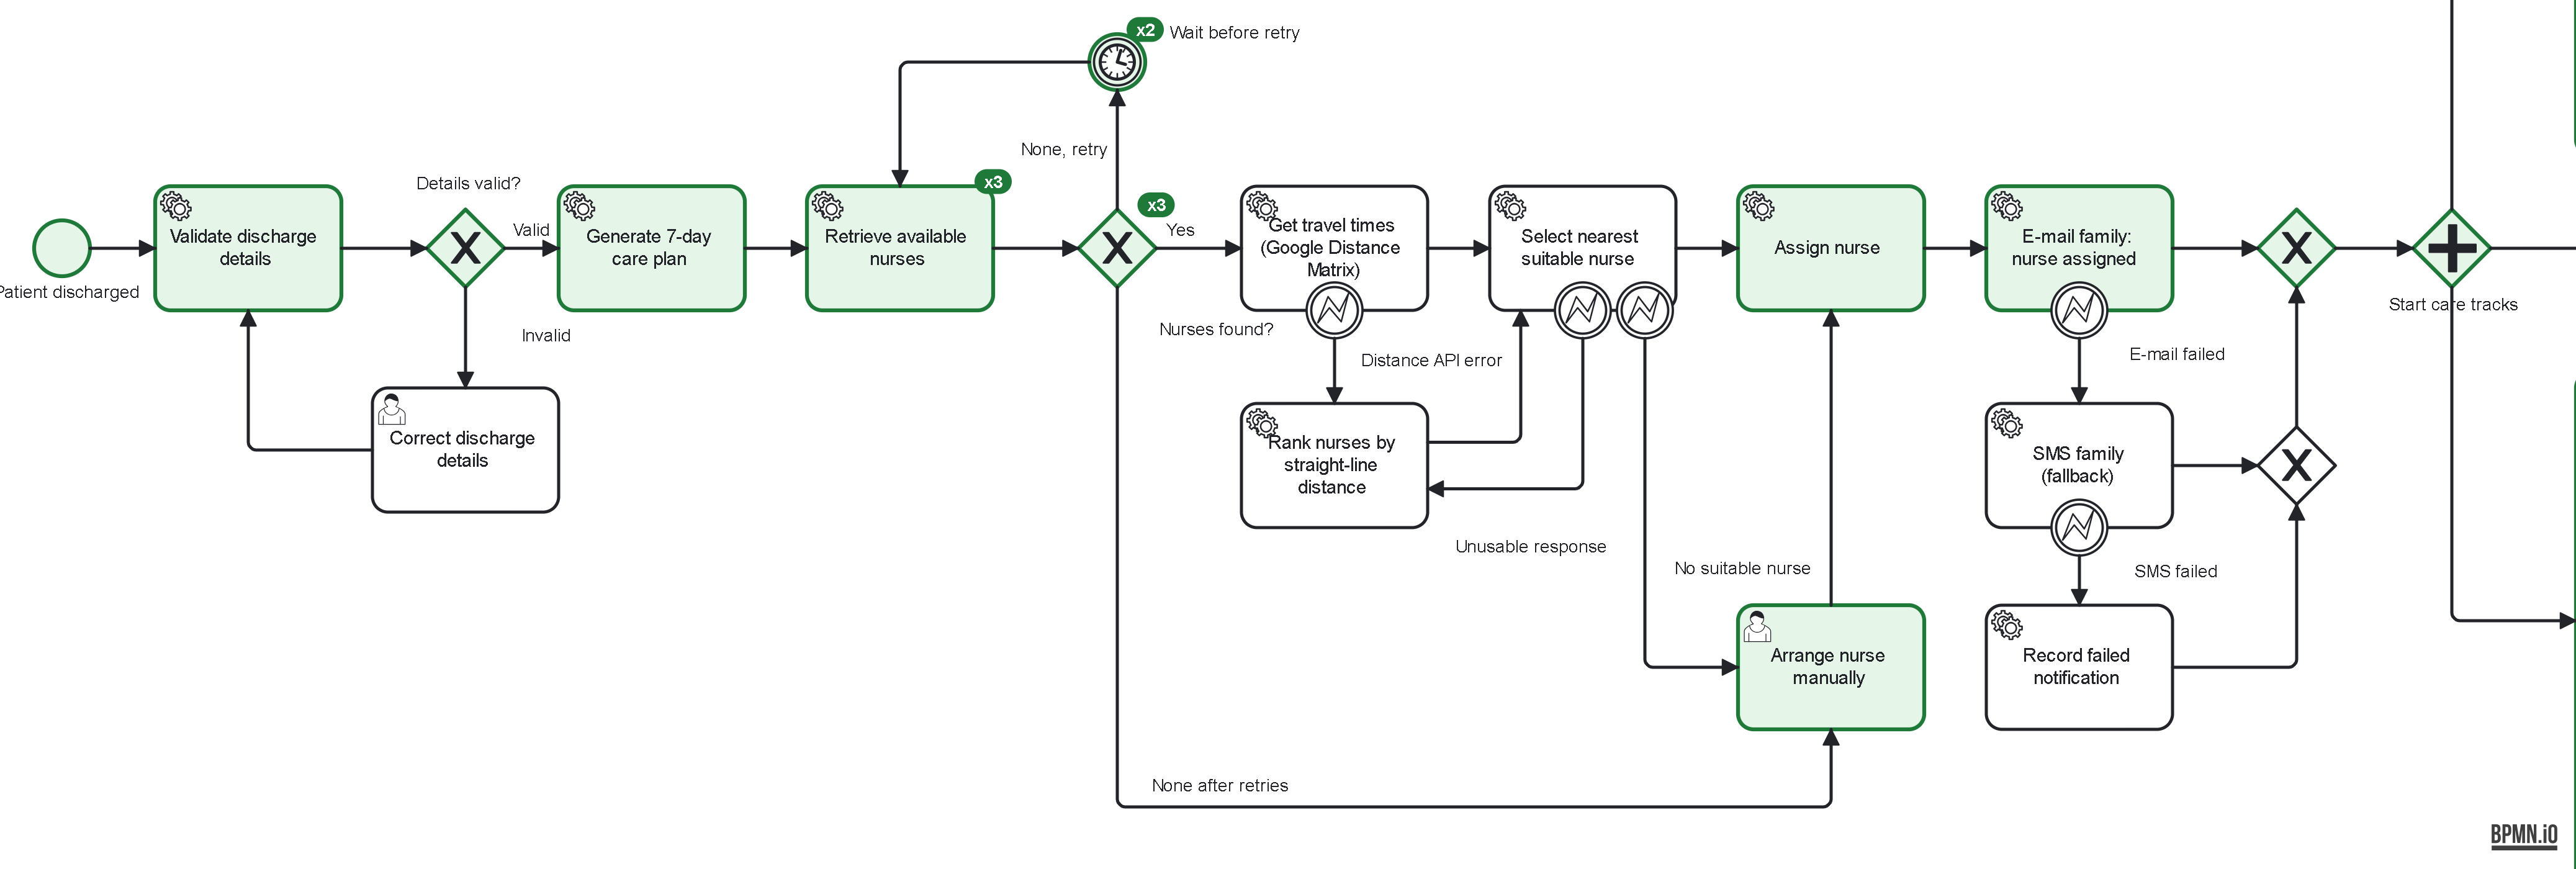 x2
Wait before retry
None, retry
Details valid?
x3
x3
Valid
Yes
Validate discharge
details
Generate 7-day
care plan
Retrieve available
nurses
Get travel times
(Google Distance
Matrix)
Select nearest
suitable nurse
Assign nurse
E-mail family:
nurse assigned
Patient discharged
Start care tracks
Invalid
Nurses found?
Distance API error
E-mail failed
Correct discharge
details
Rank nurses by
straight-line
distance
SMS family
(fallback)
Unusable response
No suitable nurse
SMS failed
Arrange nurse
manually
Record failed
notification
None after retries
BPMN.iO